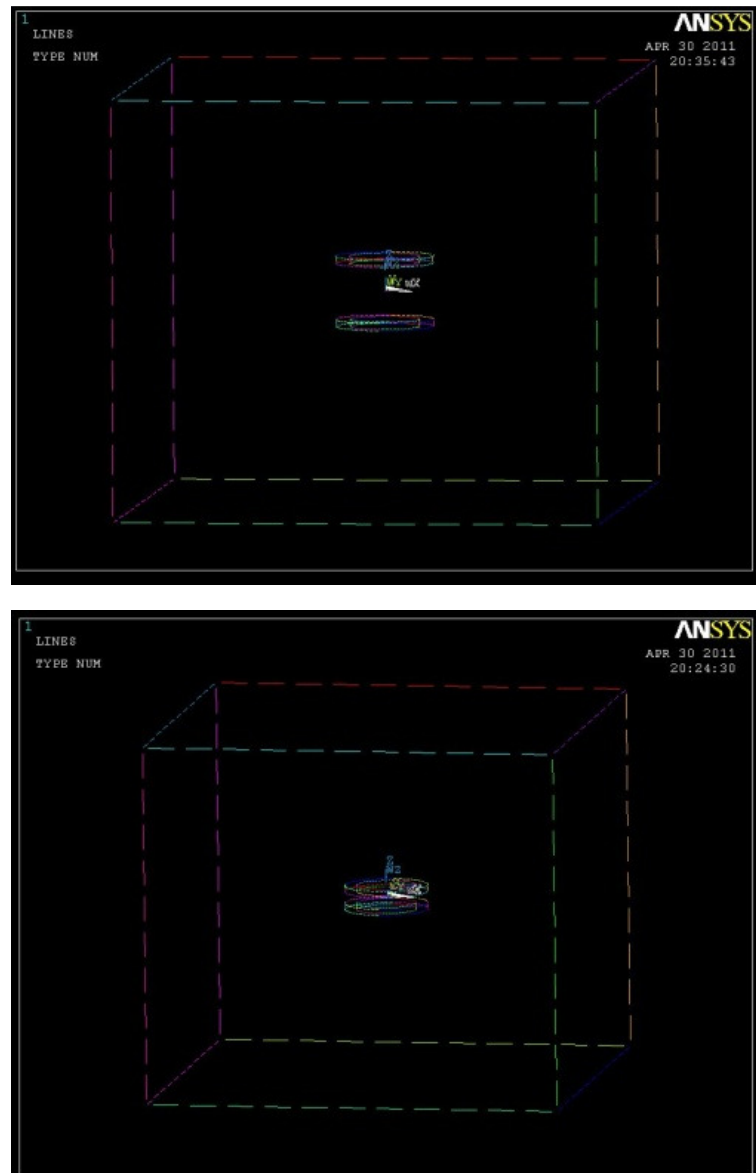 1
LINES
TYPE NUM
ANSYS
APR 30 2011
20:35:43
1
LINES
TYPE NUM
ANSYS
APR 30 2011
20:24:30